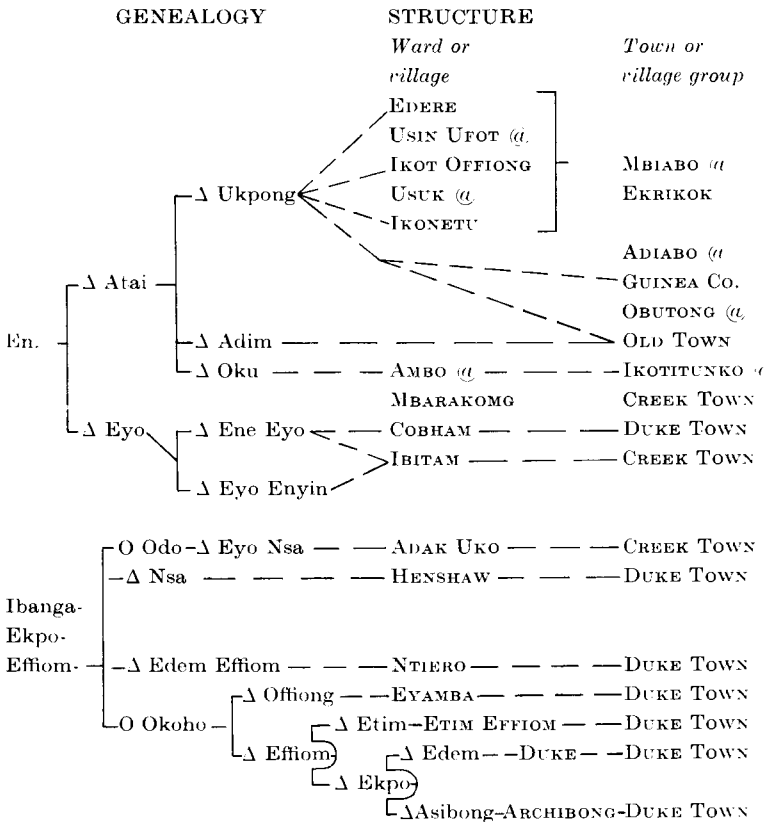 GENEALOGY STRUCTURE
Ward or Town or
village village group
EDERE
USIN UFOT @
IKOT OFFIONG MBIABO @
Δ Ukpong USUK @ EKRIKOK
IKONETU
ADIABO @
Δ Atai GUINEA CO.
OBUTONG @
En. Δ Adim OLD TOWN
Δ Oku AMBO @ IKOTITUNKO @
MBARAKOMG CREEK TOWN
Δ Eyo Δ Ene Eyo COBHAM DUKE TOWN
IBITAM CREEK TOWN
Δ Eyo Enyin
O Odo-Δ Eyo Nsa ADAK UKO CREEK TOWN
Δ Nsa HENSHAW DUKE TOWN
Ibanga-
Ekpo-
Effiom- Δ Edem Effiom NTIERO DUKE TOWN
Δ Offiong EYAMBA DUKE TOWN
O Okoho Δ Etim-ETIM EFFIOM DUKE TOWN
Δ Effiom Δ Edem DUKE DUKE TOWN
Δ Ekpo
Δ Asibong-ARCHIBONG-DUKE TOWN